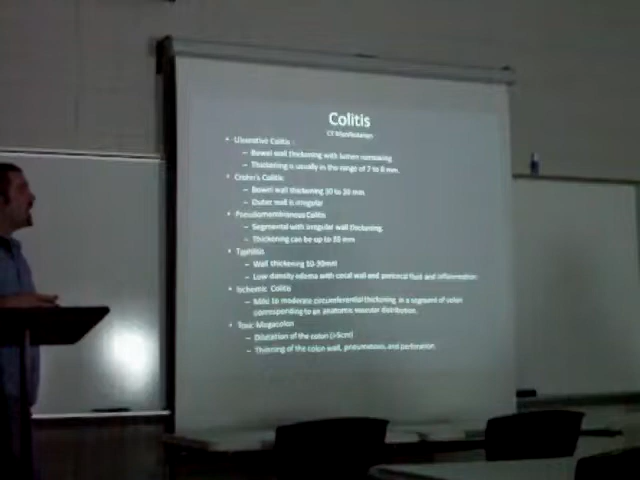 Colitis
CT Manifestations
• Ulcerative Colitis
– Bowel wall thickening with lumen narrowing
– Thickening is usually in the range of 7 to 8 mm.
• Crohn's Colitis
– Bowel wall thickening 10 to 20 mm
– Outer wall is irregular
• Pseudomembranous Colitis
– Segmental with irregular wall thickening
– Thickening can be up to mm
• Typhlitis
– Wall thickening 10-30mm
– Low density edema with cecal wall and pericecal fluid and inflammation
• Ischemic Colitis
– Mild to moderate circumferential thickening in a segment of colon
corresponding to an anatomic vascular distribution.
• Toxic Megacolon
– Dilatation of the colon (>5cm)
– Thinning of the colon wall, pneumatosis, and perforation